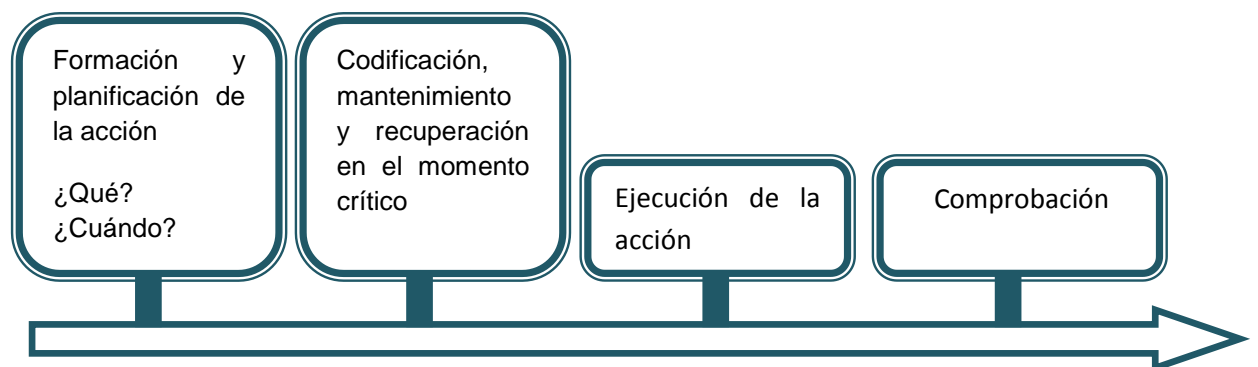 Formación y
planificación de
la acción
¿Qué?
¿Cuándo?
Codificación,
mantenimiento
y recuperación
en el momento
crítico
Ejecución de la
acción
Comprobación